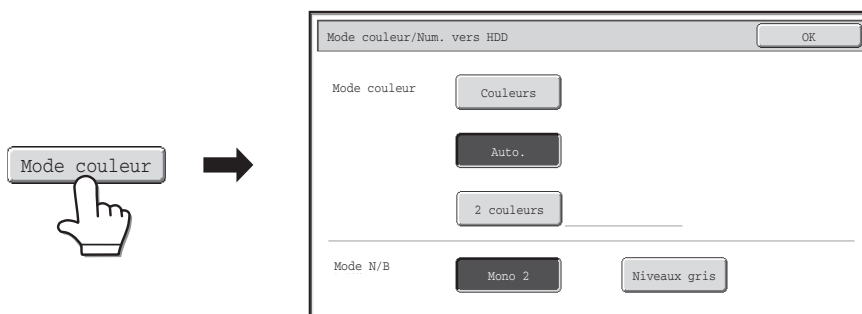 Mode couleur
Mode couleur/Num. vers HDD OK
Mode couleur Couleurs
Auto.
2 couleurs
Mode N/B Mono 2 Niveaux gris